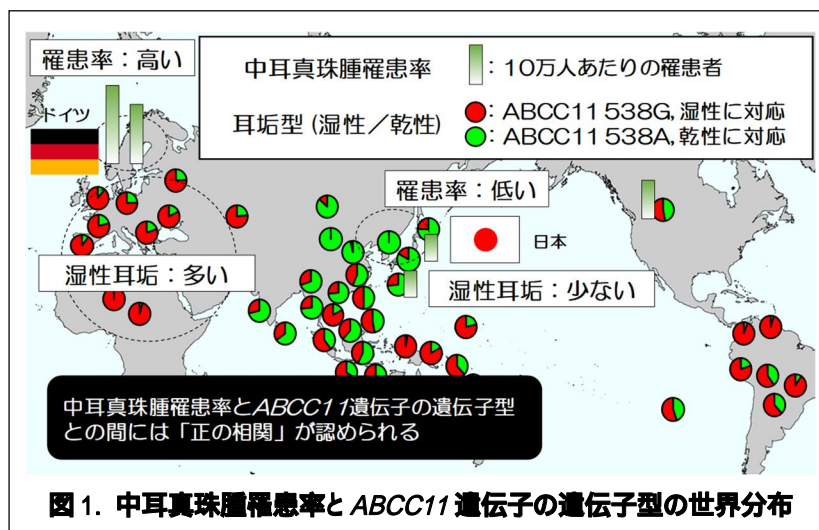 罹患率：高い
中耳真珠腫罹患率
：10万人あたりの罹患者
耳垢型（湿性／乾性）
：ABCC11 538G, 湿性に対応
：ABCC11 538A, 乾性に対応
ドイツ
罹患率：低い
日本
湿性耳垢：多い
湿性耳垢：少ない
中耳真珠腫罹患率とABCC11遺伝子の遺伝子型
との間には「正の相関」が認められる
図1. 中耳真珠腫罹患率と ABCC11 遺伝子の遺伝子型の世界分布